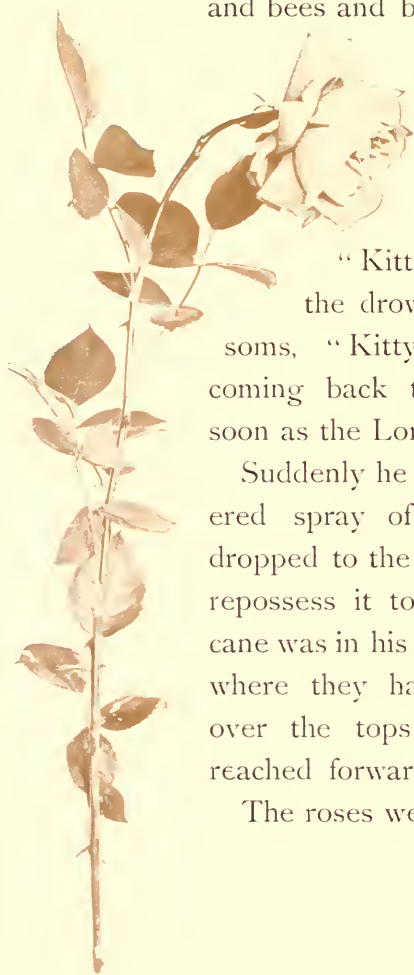 and bees and b
“ Kitt
the drow
soms, “ Kitty
coming back t
soon as the Lor
Suddenly he
ered spray of
dropped to the
repossess it to
cane was in his
where they ha
over the tops
reached forwar
The roses we